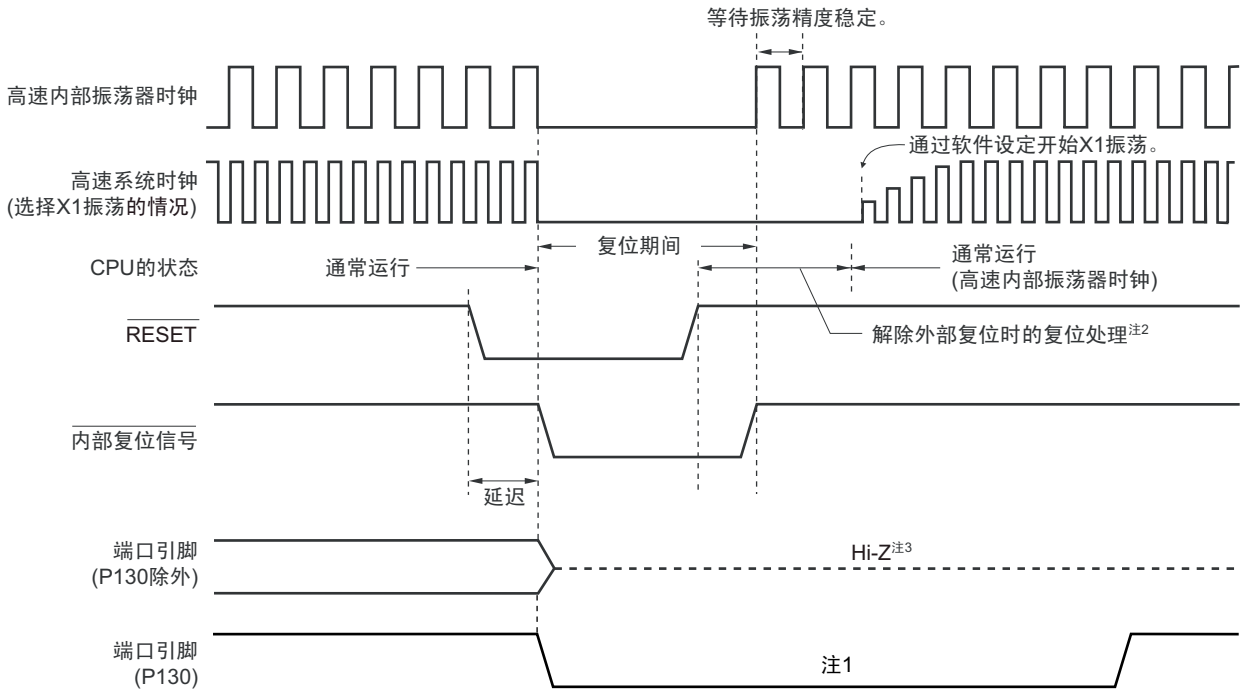 等待振荡精度稳定。
高速内部振荡器时钟
通过软件设定开始X1振荡。
高速系统时钟
(选择X1振荡的情况)
复位期间
CPU的状态
通常运行
通常运行
(高速内部振荡器时钟)
RESET
解除外部复位时的复位处理注2
内部复位信号
延迟
端口引脚
(P130除外)
Hi-Z注3
端口引脚
(P130)
注1